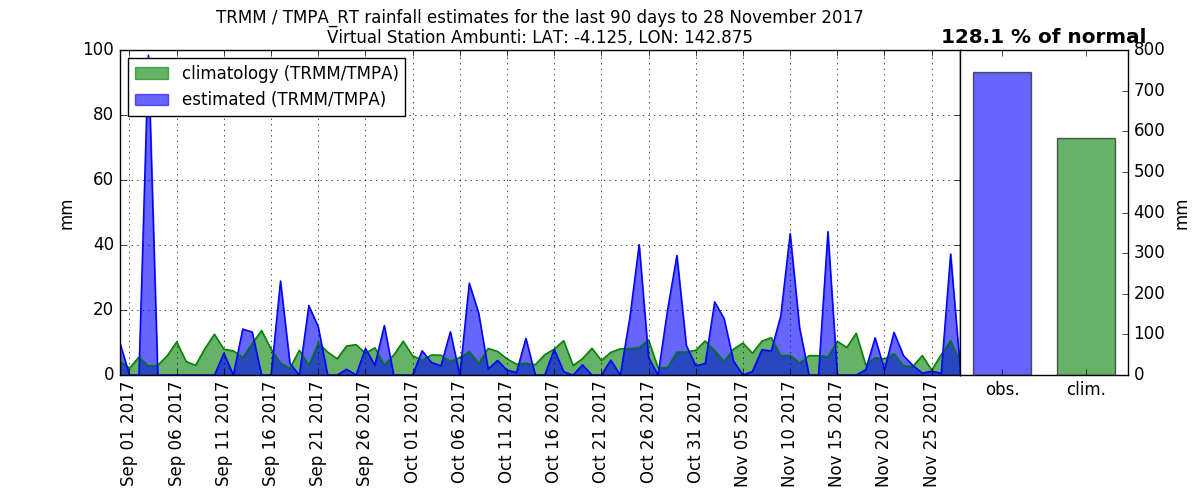 TRMM / TMPA_RT rainfall estimates for the last 90 days to 28 November 2017
Virtual Station Ambunti: LAT: -4.125, LON: 142.875
128.1 % of normal
climatology (TRMM/TMPA)
estimated (TRMM/TMPA)
100
80
60
40
20
0
mm
Sep 01 2017
Sep 06 2017
Sep 11 2017
Sep 16 2017
Sep 21 2017
Sep 26 2017
Oct 01 2017
Oct 06 2017
Oct 11 2017
Oct 16 2017
Oct 21 2017
Oct 26 2017
Oct 31 2017
Nov 05 2017
Nov 10 2017
Nov 15 2017
Nov 20 2017
Nov 25 2017
obs.
clim.
800
700
600
500
400
300
200
100
0
mm